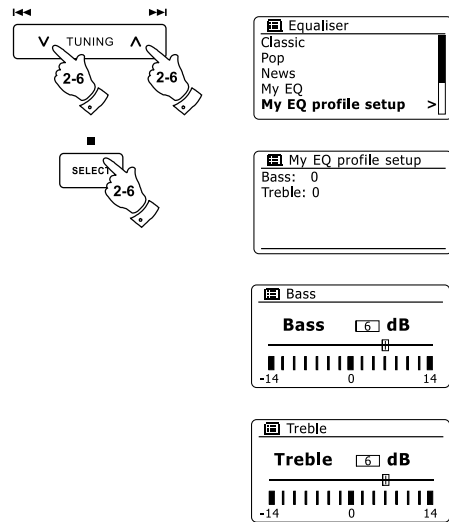 TUNING
2-6
2-6
SELECT
2-6
Equaliser
Classic
Pop
News
My EQ
My EQ profile setup >
My EQ profile setup
Bass: 0
Treble: 0
Bass
Bass 6 dB
-14 0 14
Treble
Treble 6 dB
-14 0 14